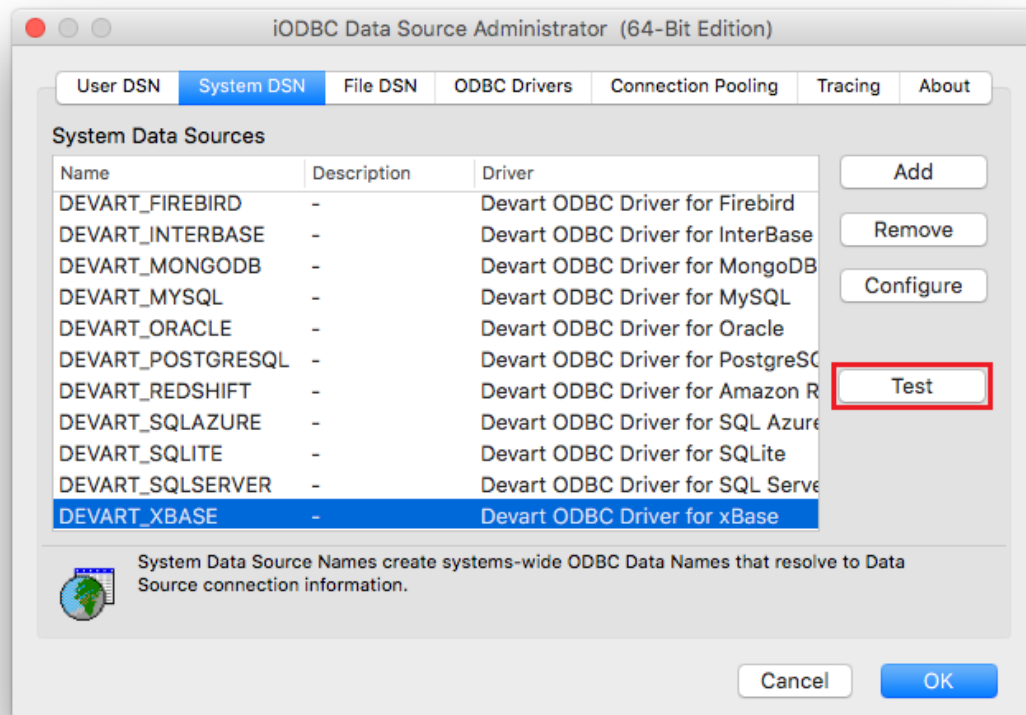 iODBC Data Source Administrator (64-Bit Edition)
User DSN System DSN File DSN ODBC Drivers Connection Pooling Tracing About
System Data Sources
Name Description Driver
DEVART_FIREBIRD - Devart ODBC Driver for Firebird
DEVART_INTERBASE - Devart ODBC Driver for InterBase
DEVART_MONGODB - Devart ODBC Driver for MongoDB
DEVART_MYSQL - Devart ODBC Driver for MySQL
DEVART_ORACLE - Devart ODBC Driver for Oracle
DEVART_POSTGRESQL - Devart ODBC Driver for PostgreSQ
DEVART_REDSHIFT - Devart ODBC Driver for Amazon R
DEVART_SQLAZURE - Devart ODBC Driver for SQL Azure
DEVART_SQLITE - Devart ODBC Driver for SQLite
DEVART_SQLSERVER - Devart ODBC Driver for SQL Serve
DEVART_XBASE - Devart ODBC Driver for xBase
Add
Remove
Configure
Test
System Data Source Names create systems-wide ODBC Data Names that resolve to Data
Source connection information.
Cancel OK